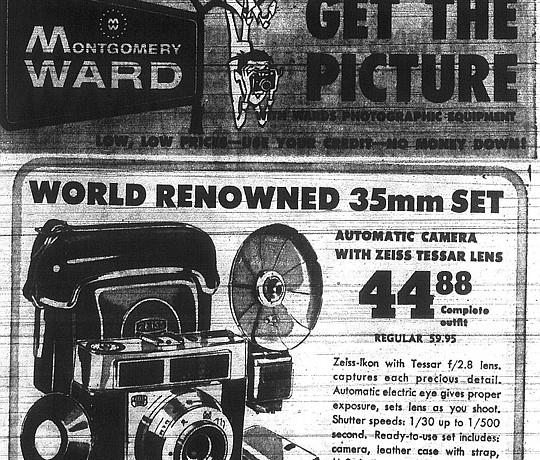 MONTGOMERY
WARD
GET THE
PICTURE
WARDS PHOTOGRAPHIC EQUIPMENT
LOW, LOW PRICES—USE YOUR CREDIT—NO MONEY DOWN!
WORLD RENOWNED 35mm SET
AUTOMATIC CAMERA
WITH ZEISS TESSAR LENS
44 88
Complete
outfit
REGULAR 59.95
Zeiss-Ikon with Tessar f/2.8 lens.
captures each precious detail.
Automatic electric eye gives proper
exposure, sets lens as you shoot.
Shutter speeds: 1/30 up to 1/500
second. Ready-to-use set includes:
camera, leather case with strap,